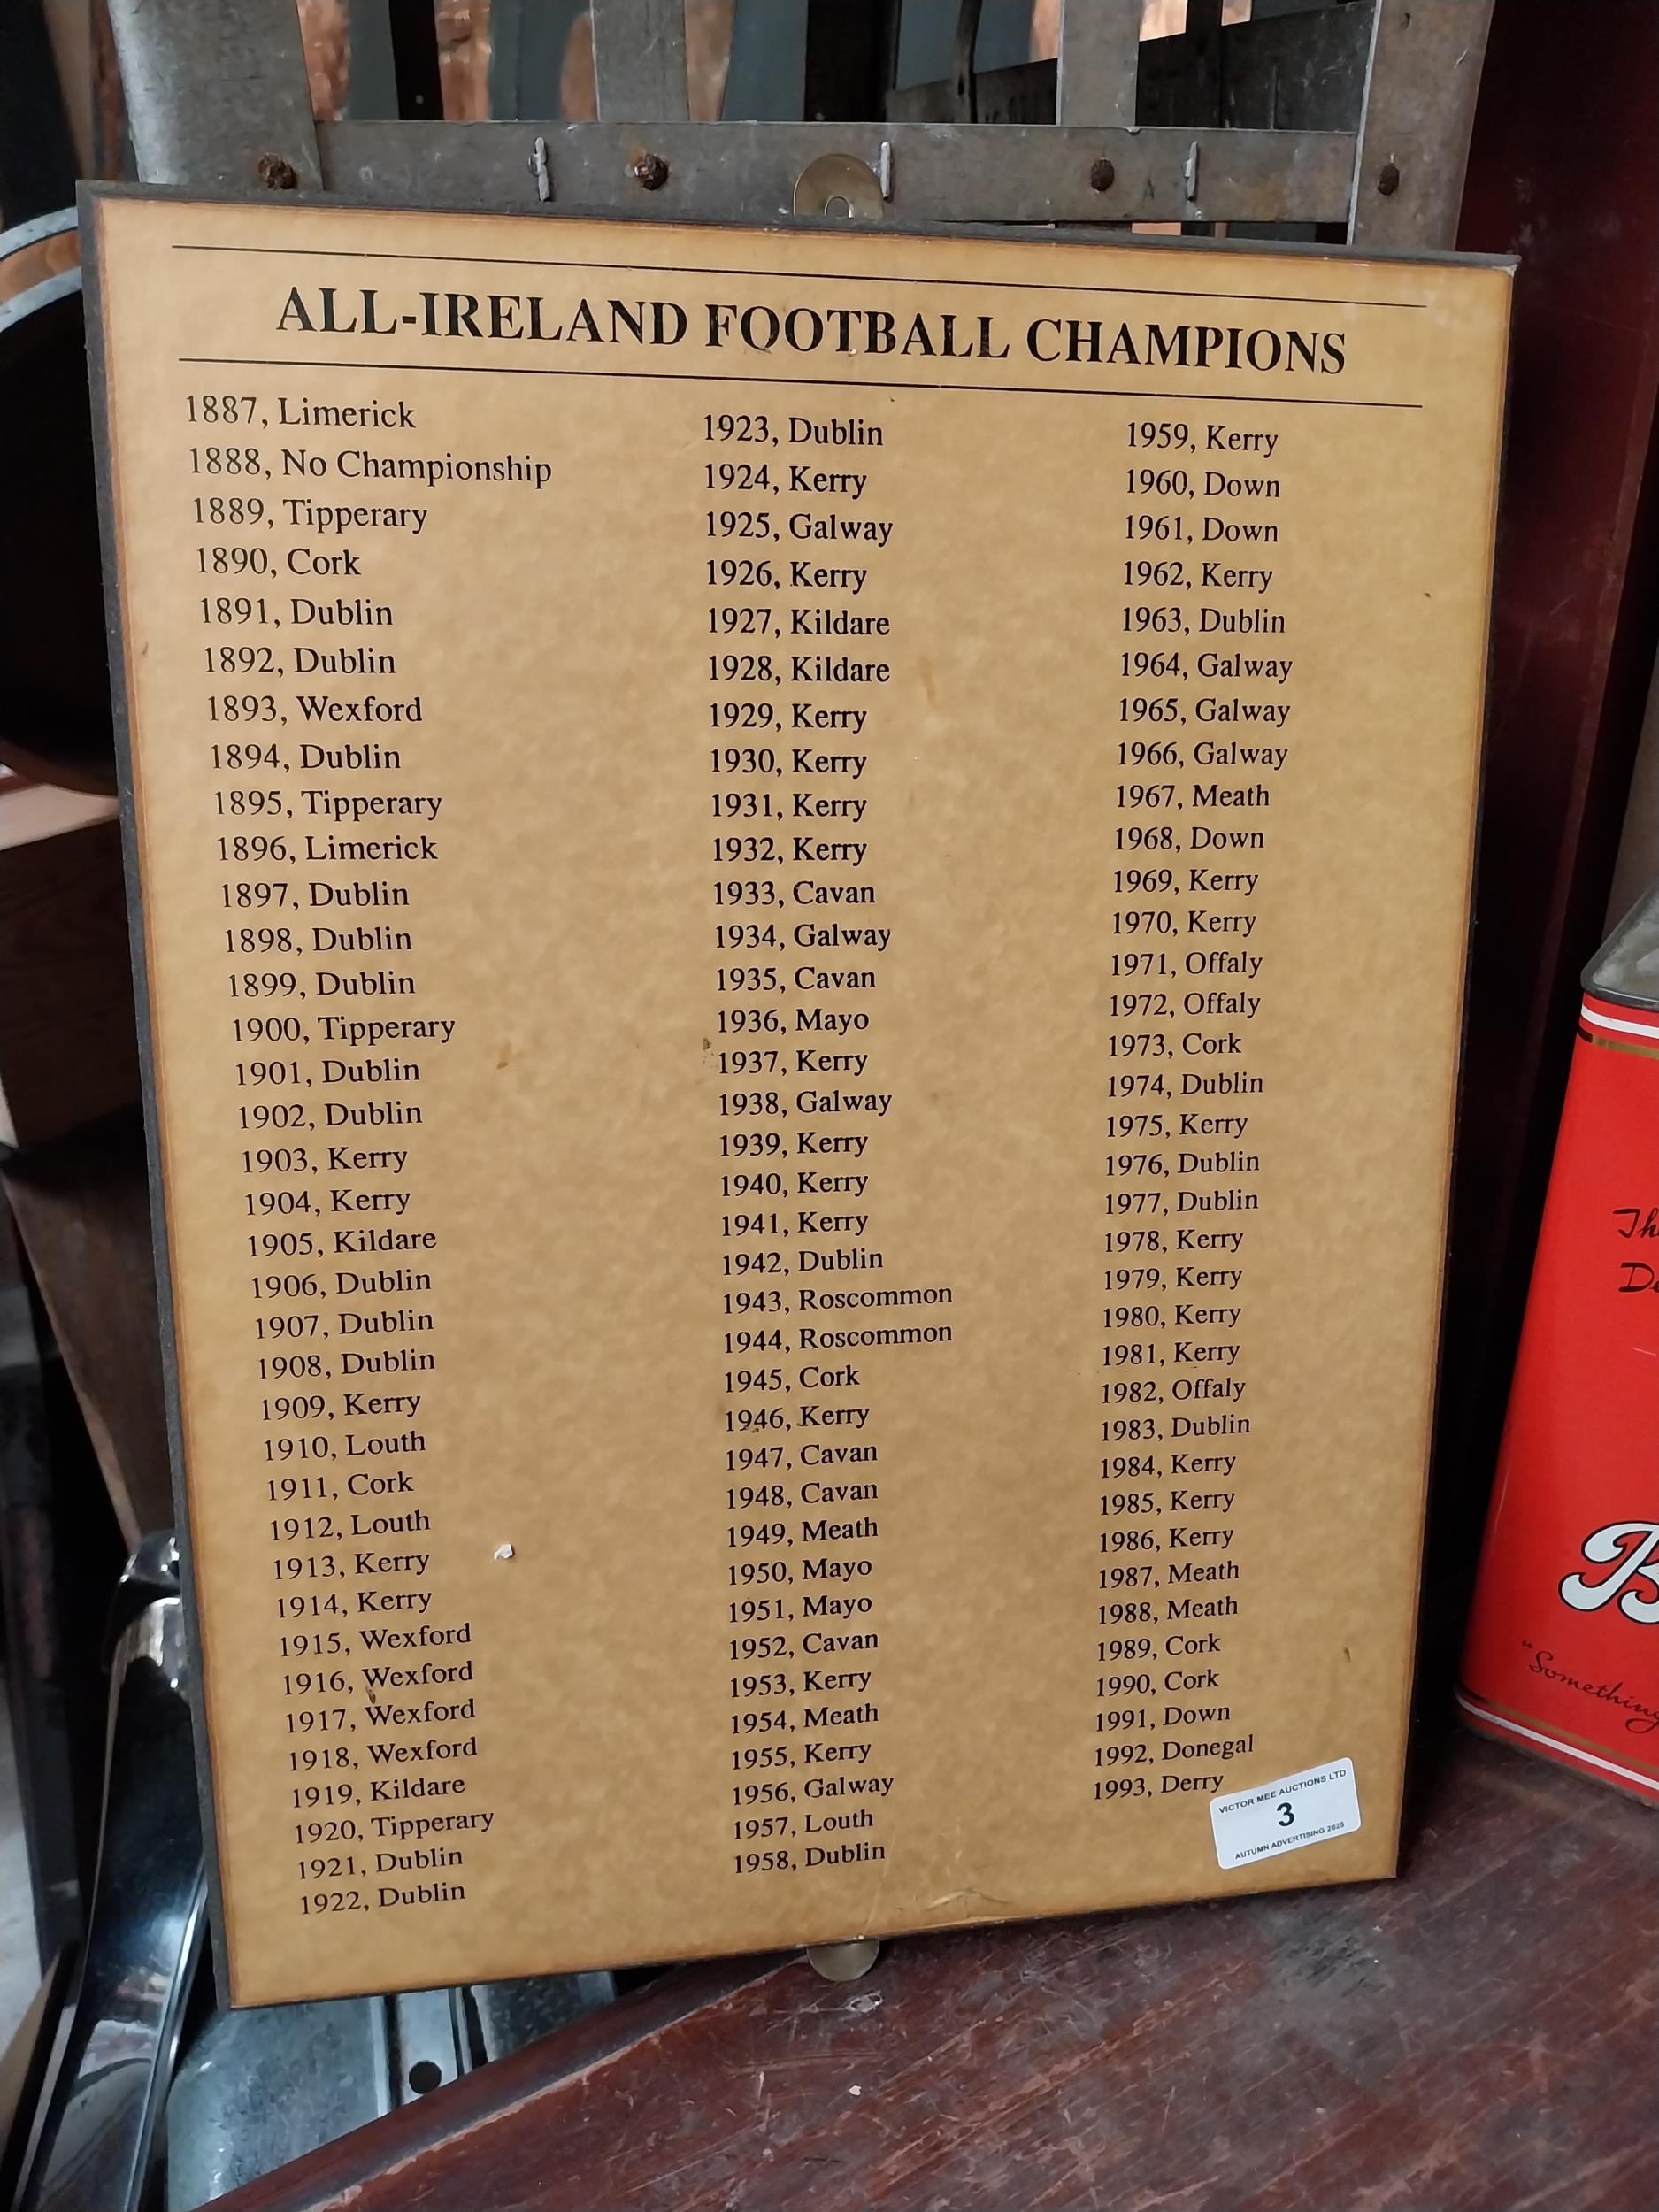 ALL-IRELAND FOOTBALL CHAMPIONS
1887, Limerick
1888, No Championship
1889, Tipperary
1890, Cork
1891, Dublin
1892, Dublin
1893, Wexford
1894, Dublin
1895, Tipperary
1896, Limerick
1897, Dublin
1898, Dublin
1899, Dublin
1900, Tipperary
1901, Dublin
1902, Dublin
1903, Kerry
1904, Kerry
1905, Kildare
1906, Dublin
1907, Dublin
1908, Dublin
1909, Kerry
1910, Louth
1911, Cork
1912, Louth
1913, Kerry
1914, Kerry
1915, Wexford
1916, Wexford
1917, Wexford
1918, Wexford
1919, Kildare
1920, Tipperary
1921, Dublin
1922, Dublin
1923, Dublin
1924, Kerry
1925, Galway
1926, Kerry
1927, Kildare
1928, Kildare
1929, Kerry
1930, Kerry
1931, Kerry
1932, Kerry
1933, Cavan
1934, Galway
1935, Cavan
1936, Mayo
1937, Kerry
1938, Galway
1939, Kerry
1940, Kerry
1941, Kerry
1942, Dublin
1943, Roscommon
1944, Roscommon
1945, Cork
1946, Kerry
1947, Cavan
1948, Cavan
1949, Meath
1950, Mayo
1951, Mayo
1952, Cavan
1953, Kerry
1954, Meath
1955, Kerry
1956, Galway
1957, Louth
1958, Dublin
1959, Kerry
1960, Down
1961, Down
1962, Kerry
1963, Dublin
1964, Galway
1965, Galway
1966, Galway
1967, Meath
1968, Down
1969, Kerry
1970, Kerry
1971, Offaly
1972, Offaly
1973, Cork
1974, Dublin
1975, Kerry
1976, Dublin
1977, Dublin
1978, Kerry
1979, Kerry
1980, Kerry
1981, Kerry
1982, Offaly
1983, Dublin
1984, Kerry
1985, Kerry
1986, Kerry
1987, Meath
1988, Meath
1989, Cork
1990, Cork
1991, Down
1992, Donegal
1993, Derry
VICTOR MEE AUCTIONS LTD
3
AUTUMN ADVERTISING 2025
"Something